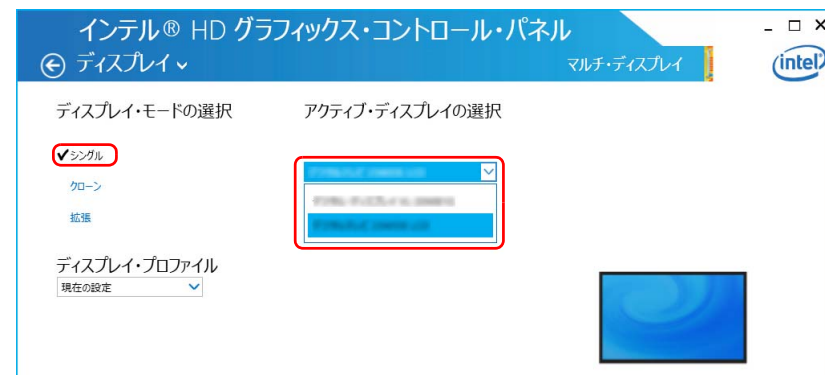 インテル® HD グラフィックス・コントロール・パネル
ディスプレイ
マルチ・ディスプレイ
intel
ディスプレイ・モードの選択
アクティブ・ディスプレイの選択
シングル
クローン
拡張
ディスプレイ・プロファイル
現在の設定